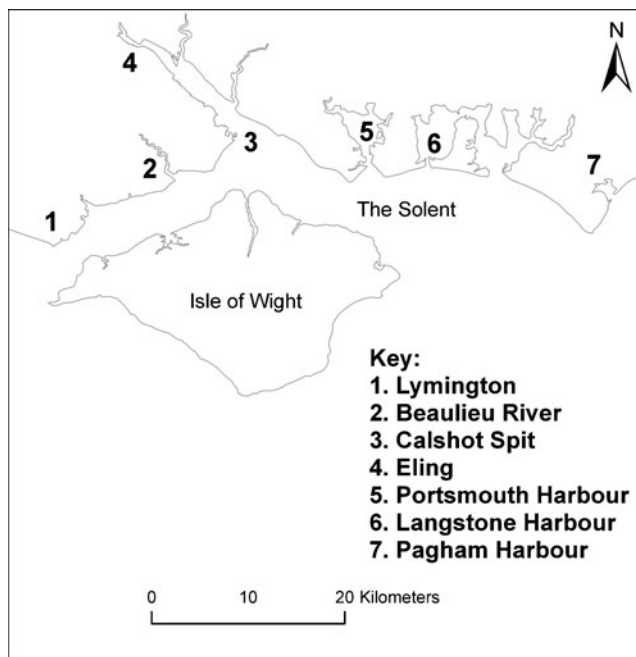 N
4
3
5
6
7
2
1
The Solent
Isle of Wight
Key:
1. Lymington
2. Beaulieu River
3. Calshot Spit
4. Eling
5. Portsmouth Harbour
6. Langstone Harbour
7. Pagham Harbour
0 10 20 Kilometers